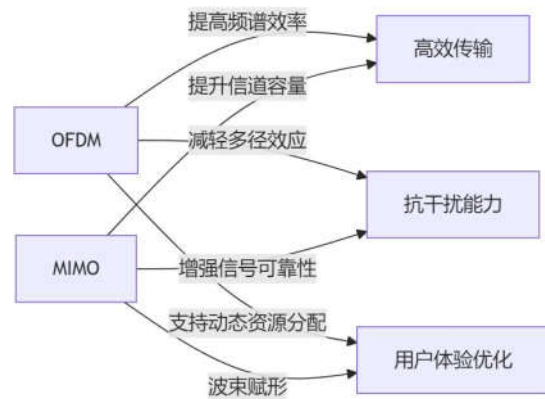 提高频谱效率
高效传输
提升信道容量
OFDM
减轻多径效应
抗干扰能力
MIMO
增强信号可靠性
支持动态资源分配
用户体验优化
波束赋形